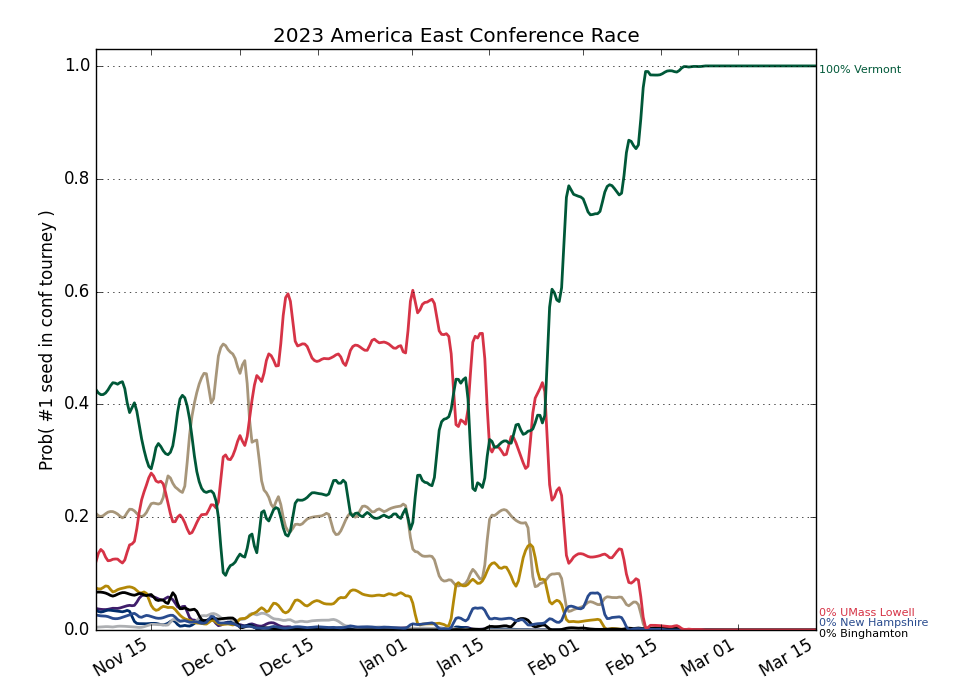 2023 America East Conference Race
Prob( #1 seed in conf tourney )
1.0
0.8
0.6
0.4
0.2
0.0
Nov 15
Dec 01
Dec 15
Jan 01
Jan 15
Feb 01
Feb 15
Mar 01
Mar 15
100% Vermont
0% UMass Lowell
0% New Hampshire
0% Binghamton